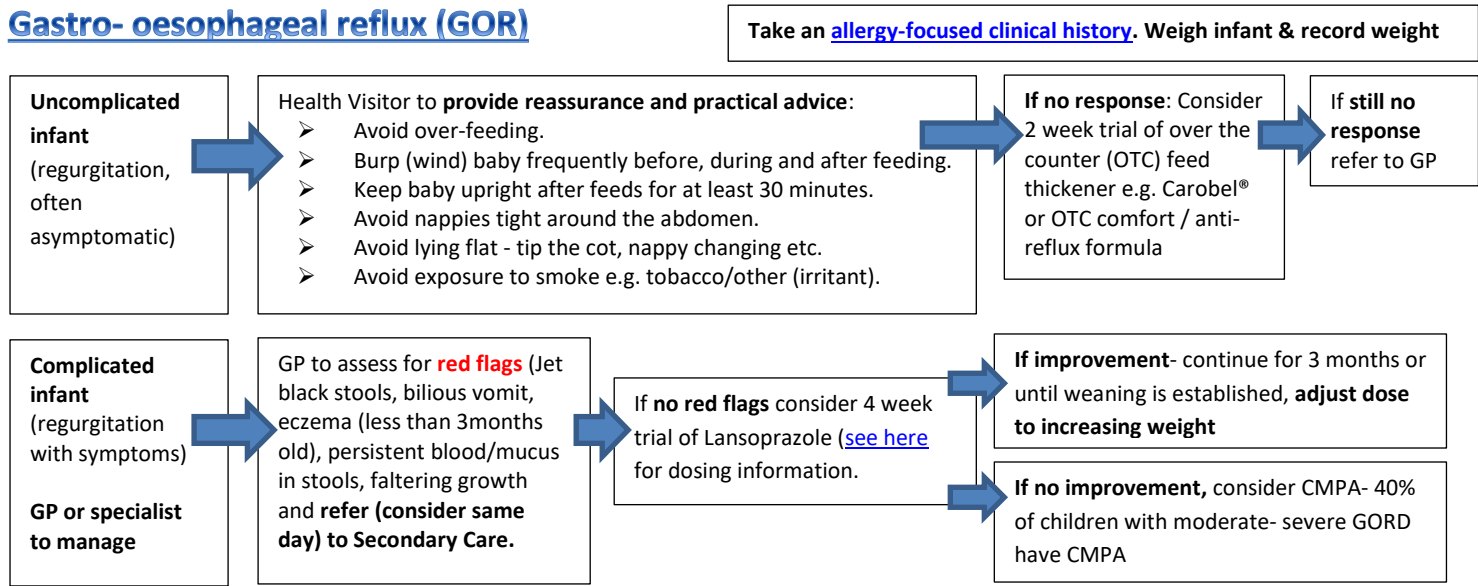 Gastro- oesophageal reflux (GOR)
Take an allergy-focused clinical history. Weigh infant & record weight
Uncomplicated
infant
(regurgitation,
often
asymptomatic)
Health Visitor to provide reassurance and practical advice:
➢ Avoid over-feeding.
➢ Burp (wind) baby frequently before, during and after feeding.
➢ Keep baby upright after feeds for at least 30 minutes.
➢ Avoid nappies tight around the abdomen.
➢ Avoid lying flat - tip the cot, nappy changing etc.
➢ Avoid exposure to smoke e.g. tobacco/other (irritant).
If no response: Consider
2 week trial of over the
counter (OTC) feed
thickener e.g. Carobel®
or OTC comfort / anti-
reflux formula
If still no
response
refer to GP
Complicated
infant
(regurgitation
with symptoms)
GP or specialist
to manage
GP to assess for red flags (Jet
black stools, bilious vomit,
eczema (less than 3months
old), persistent blood/mucus
in stools, faltering growth
and refer (consider same
day) to Secondary Care.
If no red flags consider 4 week
trial of Lansoprazole (see here
for dosing information.
If improvement- continue for 3 months or
until weaning is established, adjust dose
to increasing weight
If no improvement, consider CMPA- 40%
of children with moderate- severe GORD
have CMPA